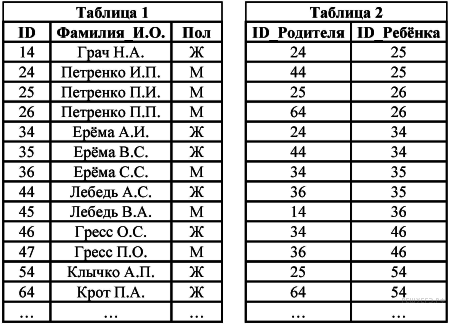 Таблица 1 Таблица 2
ID Фамилия_И.О. Пол ID_Родителя ID_Ребёнка
14 Грач Н.А. Ж 24 25
24 Петренко И.П. М 44 25
25 Петренко П.И. М 25 26
26 Петренко П.П. М 64 26
34 Ерёма А.И. Ж 24 34
35 Ерёма В.С. Ж 44 34
36 Ерёма С.С. М 34 35
44 Лебедь А.С. Ж 36 35
45 Лебедь В.А. М 14 36
46 Гресс О.С. Ж 34 46
47 Гресс П.О. М 36 46
54 Клычко А.П. Ж 25 54
64 Крот П.А. Ж 64 54
... ... ... ... ...